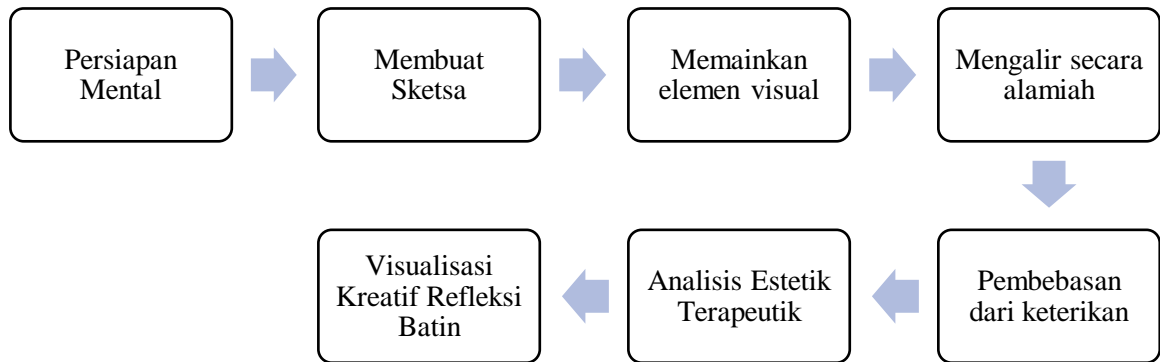 Persiapan
Mental
Membuat
Sketsa
Memainkan
elemen visual
Mengalir secara
alamiah
Pembebasan
dari keterikan
Analisis Estetik
Terapeutik
Visualisasi
Kreatif Refleksi
Batin